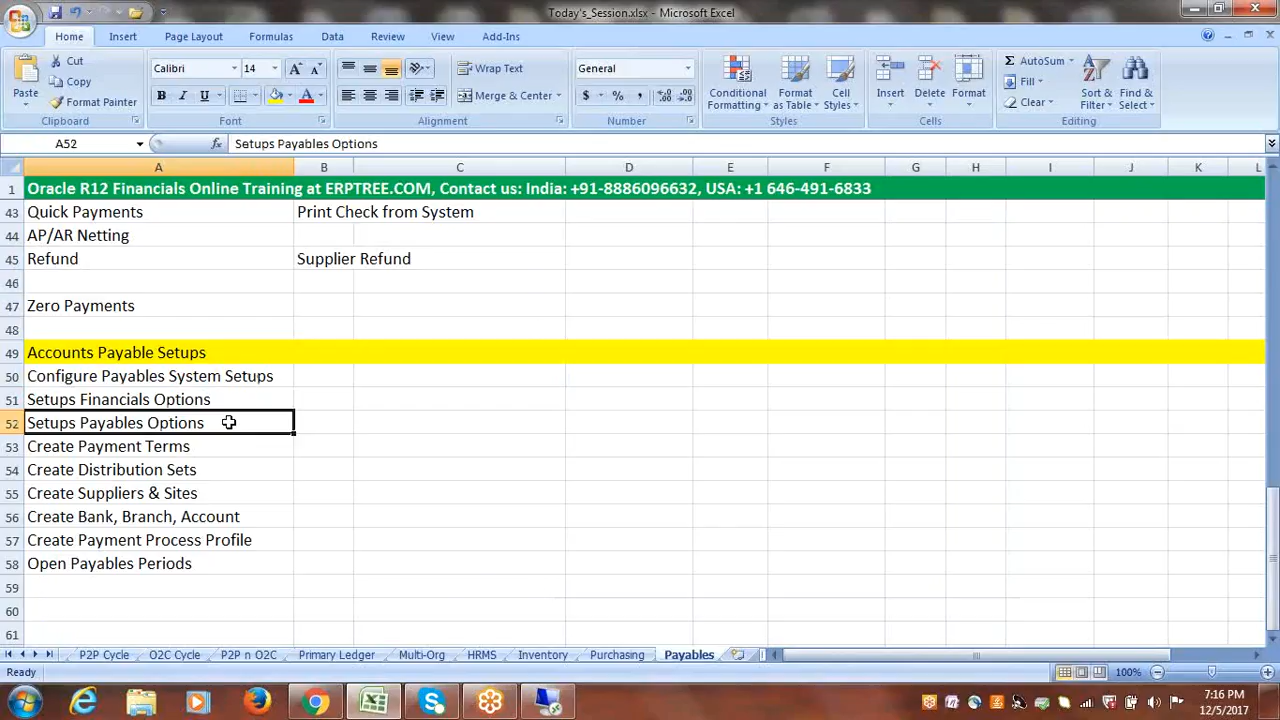 Today's_Session.xlsx - Microsoft Excel
Home Insert Page Layout Formulas Data Review View Add-Ins
Paste
Cut
Copy
Format Painter
Clipboard
Calibri 14
B I U
Font
Wrap Text
Merge & Center
Alignment
General
$ % ,
Number
Conditional Formatting
Format as Table
Cell Styles
Styles
Insert Delete Format
Cells
AutoSum
Fill
Clear
Sort & Filter
Find & Select
Editing
A52 fx Setups Payables Options
A B C D E F G H I J K L
1 Oracle R12 Financials Online Training at ERPTREE.COM, Contact us: India: +91-8886096632, USA: +1 646-491-6833
43 Quick Payments Print Check from System
44 AP/AR Netting
45 Refund Supplier Refund
46
47 Zero Payments
48
49 Accounts Payable Setups
50 Configure Payables System Setups
51 Setups Financials Options
52 Setups Payables Options
53 Create Payment Terms
54 Create Distribution Sets
55 Create Suppliers & Sites
56 Create Bank, Branch, Account
57 Create Payment Process Profile
58 Open Payables Periods
59
60
61
P2P Cycle O2C Cycle P2P n O2C Primary Ledger Multi-Org HRMS Inventory Purchasing Payables
Ready 100%
7:16 PM
12/5/2017